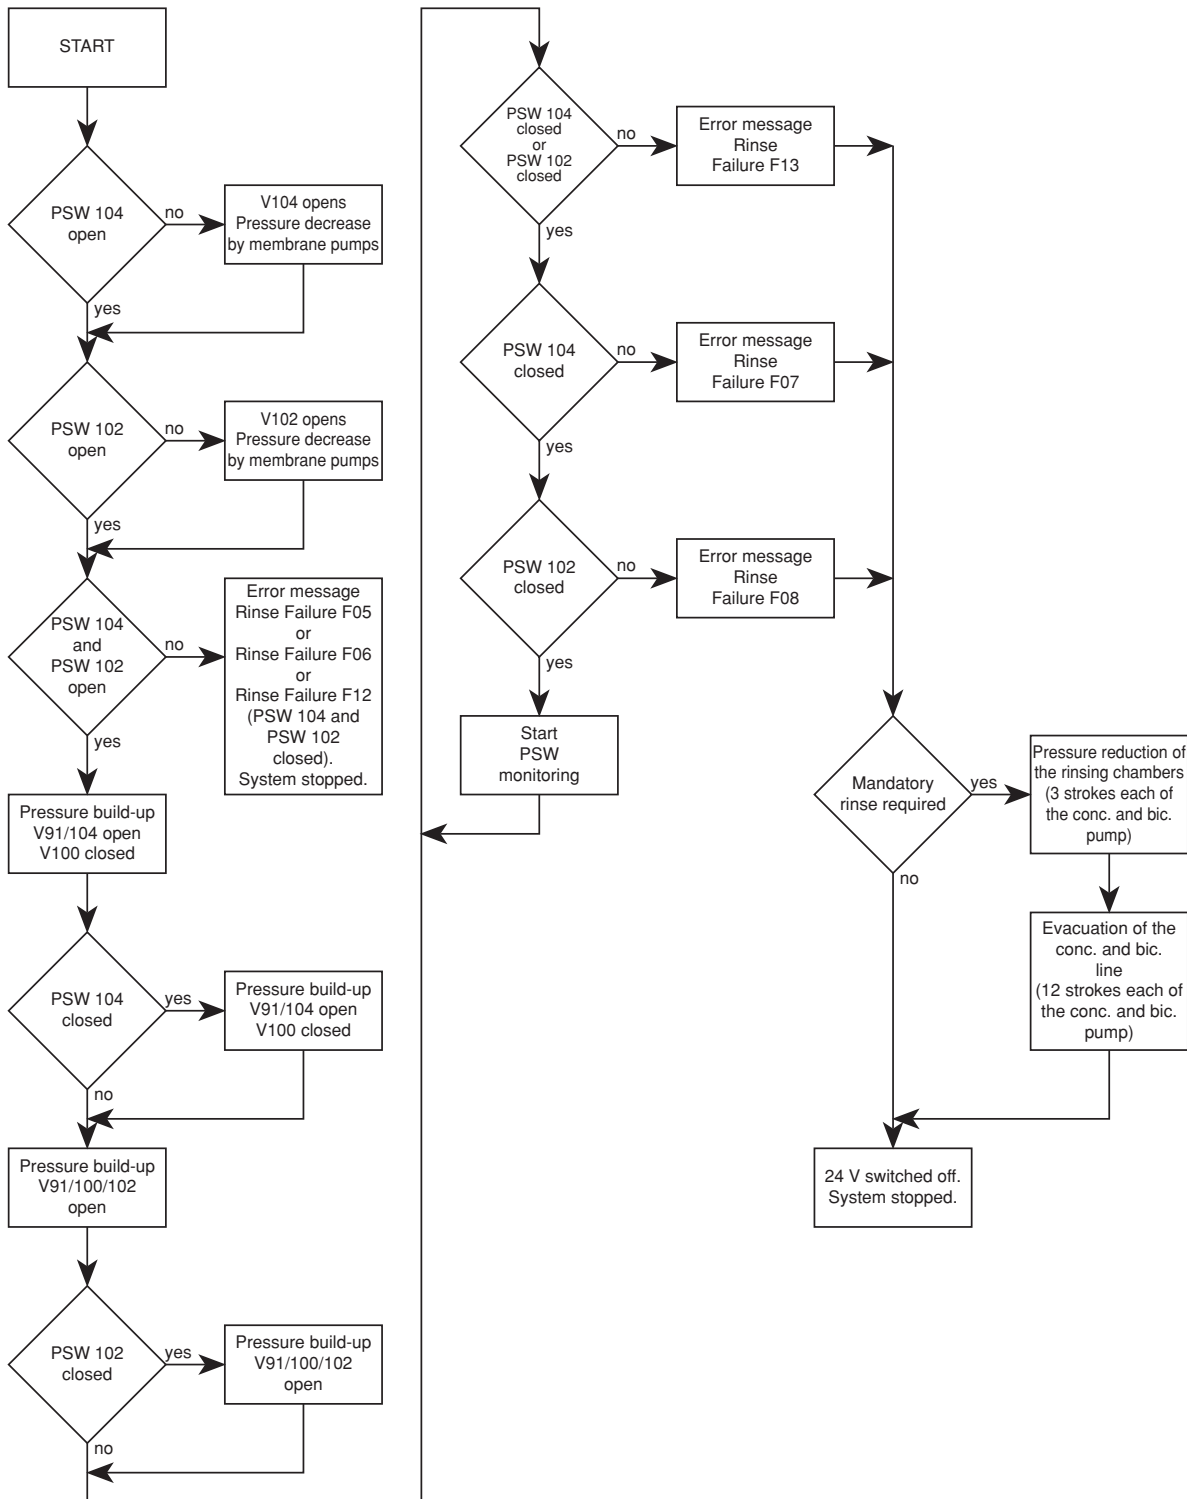 START
PSW 104
open
no
V104 opens
Pressure decrease
by membrane pumps
yes
PSW 102
open
no
V102 opens
Pressure decrease
by membrane pumps
yes
PSW 104
and
PSW 102
open
no
Error message
Rinse Failure F05
or
Rinse Failure F06
or
Rinse Failure F12
(PSW 104 and
PSW 102
closed).
System stopped.
yes
Pressure build-up
V91/104 open
V100 closed
PSW 104
closed
yes
Pressure build-up
V91/104 open
V100 closed
no
Pressure build-up
V91/100/102
open
PSW 102
closed
yes
Pressure build-up
V91/100/102
open
no
PSW 104
closed
or
PSW 102
closed
no
Error message
Rinse
Failure F13
yes
PSW 104
closed
no
Error message
Rinse
Failure F07
yes
PSW 102
closed
no
Error message
Rinse
Failure F08
yes
Start
PSW
monitoring
Mandatory
rinse required
yes
Pressure reduction of
the rinsing chambers
(3 strokes each of
the conc. and bic.
pump)
no
Evacuation of the
conc. and bic.
line
(12 strokes each of
the conc. and bic.
pump)
24 V switched off.
System stopped.